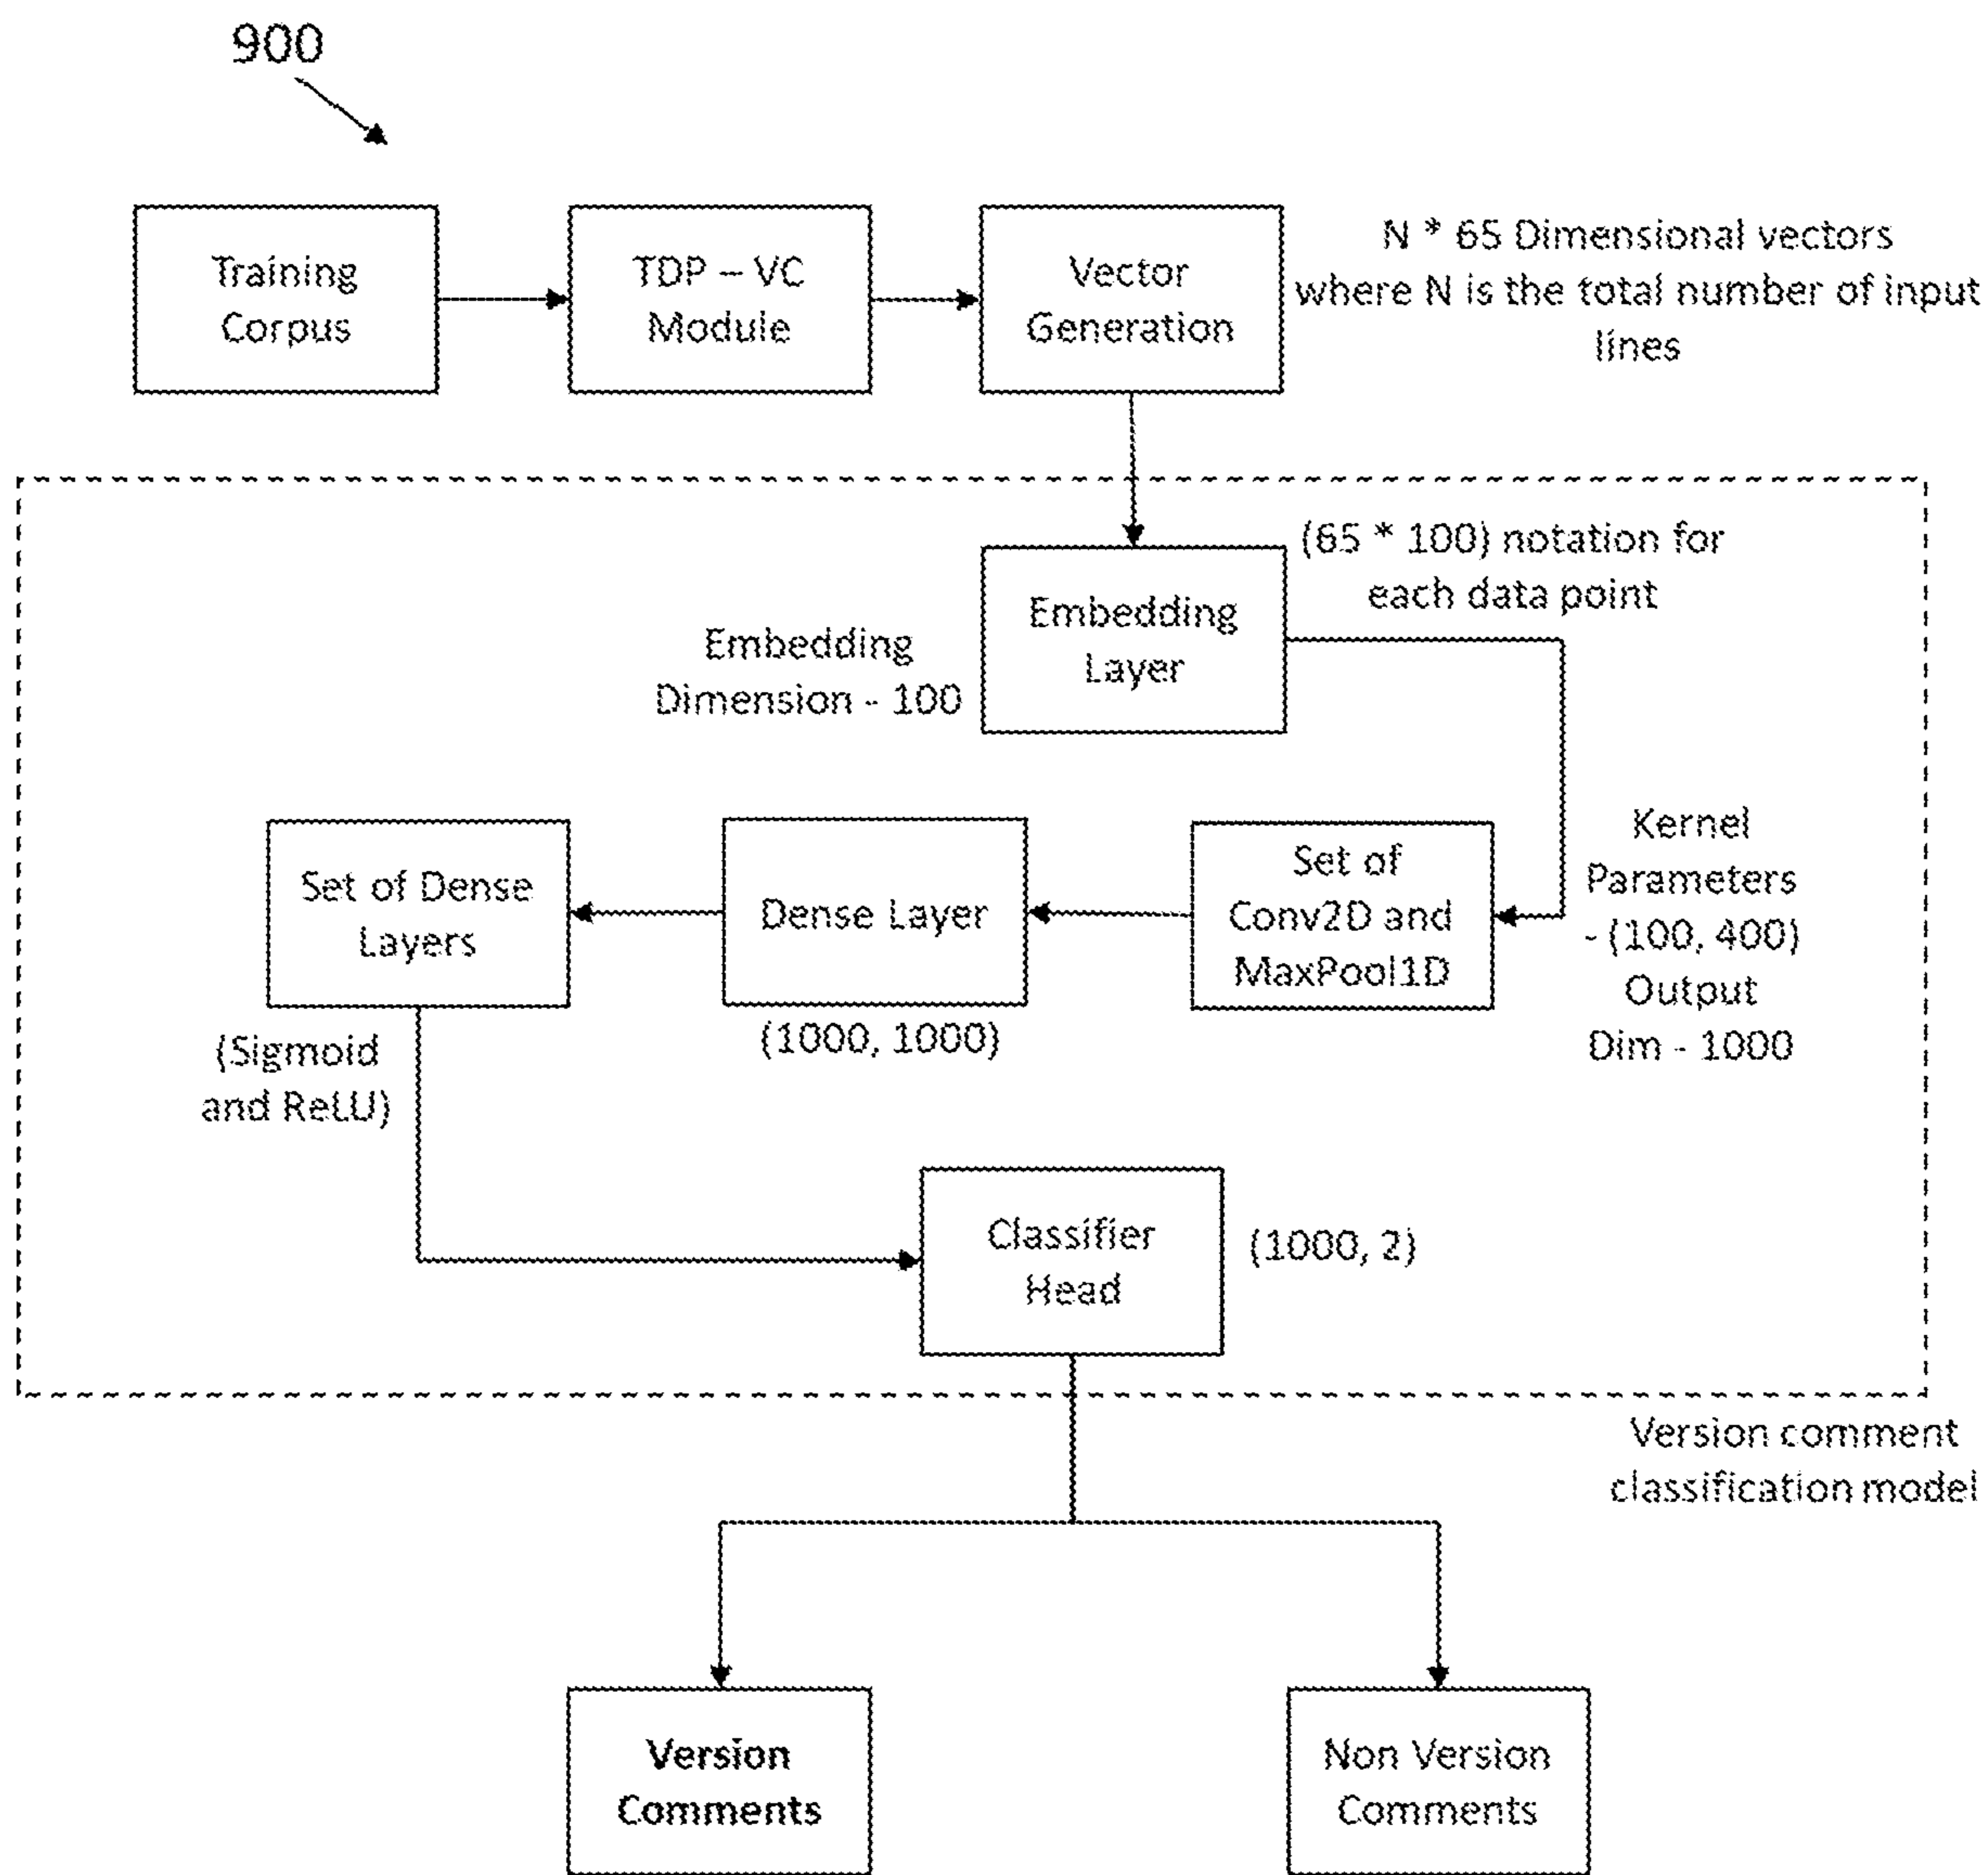 900
Training
Corpus
TDP – VC
Module
Vector
Generation
N * 65 Dimensional vectors
where N is the total number of input
lines
(65 * 100) notation for
each data point
Embedding
Layer
Embedding
Dimension - 100
Kernel
Parameters
- (100, 400)
Output
Dim - 1000
Set of
Conv2D and
MaxPool1D
Dense Layer
(1000, 1000)
Set of Dense
Layers
(Sigmoid
and ReLU)
Classifier
Head
(1000, 2)
Version comment
classification model
Version
Comments
Non Version
Comments